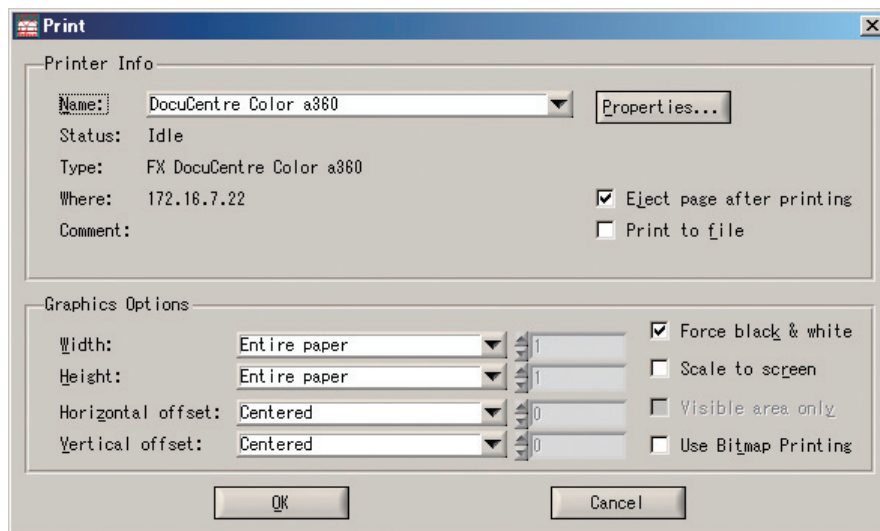 Print
Printer Info
Name: DocuCentre Color a360 Properties...
Status: Idle
Type: FX DocuCentre Color a360
Where: 172.16.7.22 Eject page after printing
Comment: Print to file
Graphics Options
Width: Entire paper 1 Force black & white
Height: Entire paper 1 Scale to screen
Horizontal offset: Centered 0 Visible area only
Vertical offset: Centered 0 Use Bitmap Printing
OK Cancel